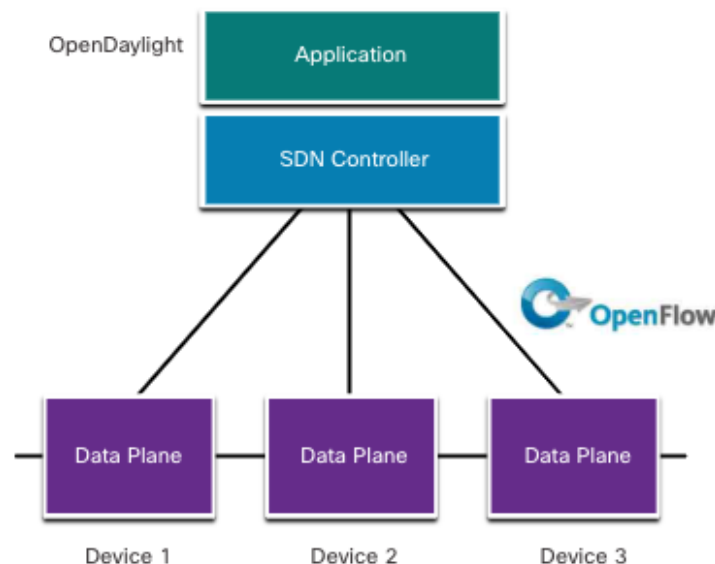 OpenDaylight
Application
SDN Controller
OpenFlow
Data Plane
Data Plane
Data Plane
Device 1
Device 2
Device 3